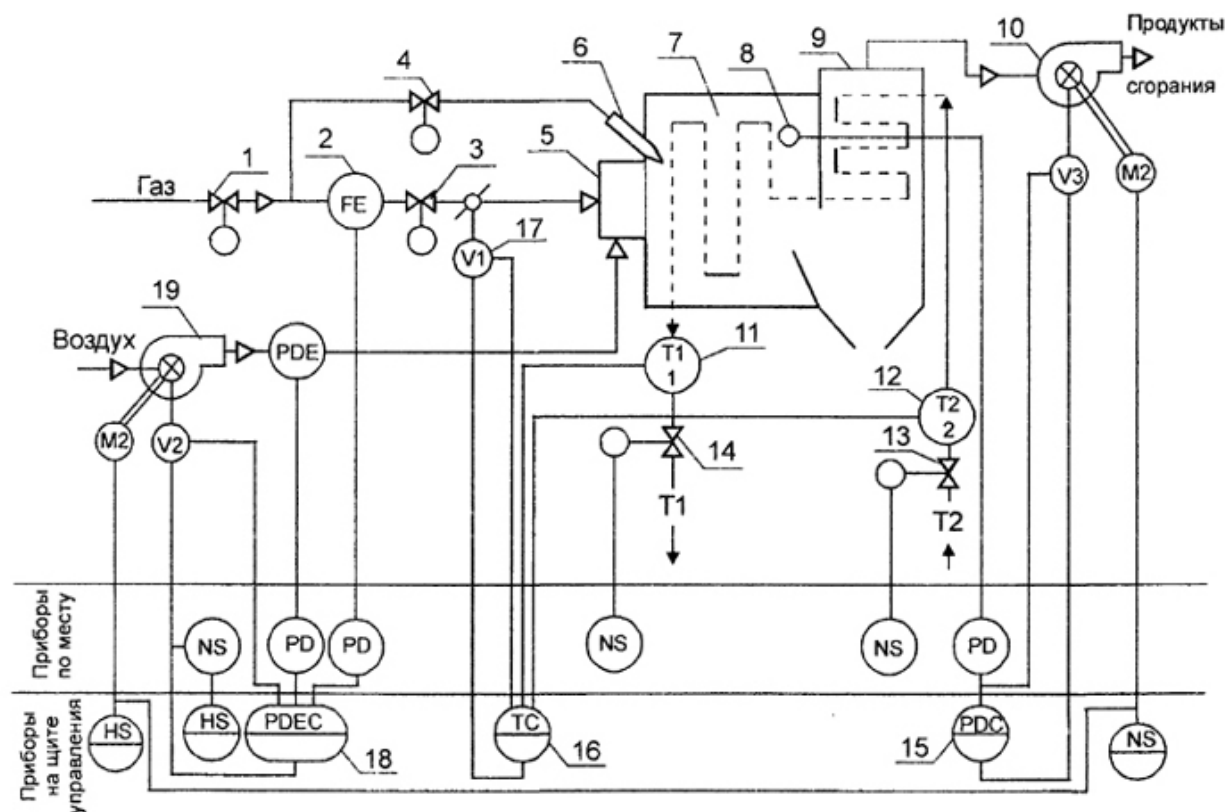 4
6
7
8
9
10
Продукты
сгорания
1
2
5
3
Газ
FE
V3
M2
V1
17
19
Воздух
PDE
T1
1
11
12
T2
2
M2
V2
14
13
T1
T2
Приборы
по месту
NS
PD
PD
NS
NS
PD
Приборы
на щите
управления
HS
HS
PDEC
18
TC
16
15
PDC
NS